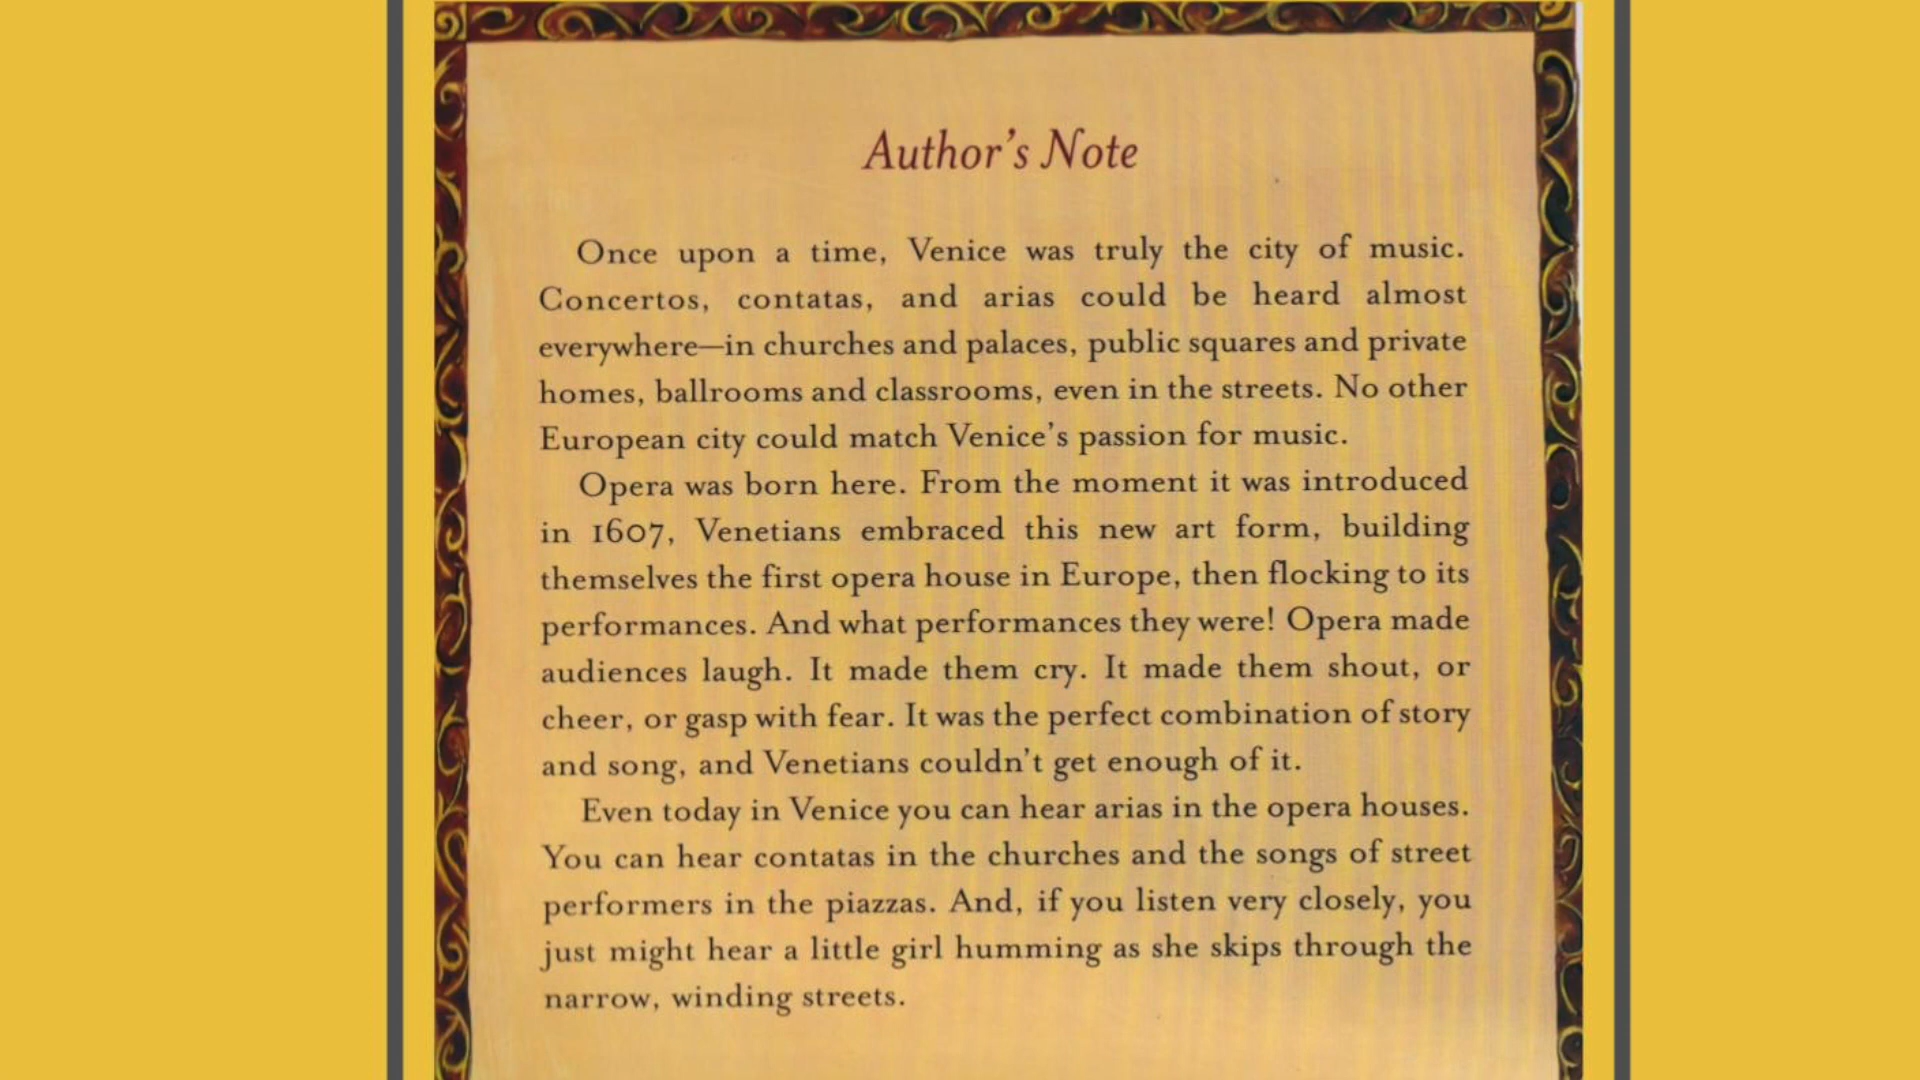 Author's Note
Once upon a time, Venice was truly the city of music.
Concertos, contatas, and arias could be heard almost
everywhere—in churches and palaces, public squares and private
homes, ballrooms and classrooms, even in the streets. No other
European city could match Venice's passion for music.
Opera was born here. From the moment it was introduced
in 1607, Venetians embraced this new art form, building
themselves the first opera house in Europe, then flocking to its
performances. And what performances they were! Opera made
audiences laugh. It made them cry. It made them shout, or
cheer, or gasp with fear. It was the perfect combination of story
and song, and Venetians couldn't get enough of it.
Even today in Venice you can hear arias in the opera houses.
You can hear contatas in the churches and the songs of street
performers in the piazzas. And, if you listen very closely, you
just might hear a little girl humming as she skips through the
narrow, winding streets.